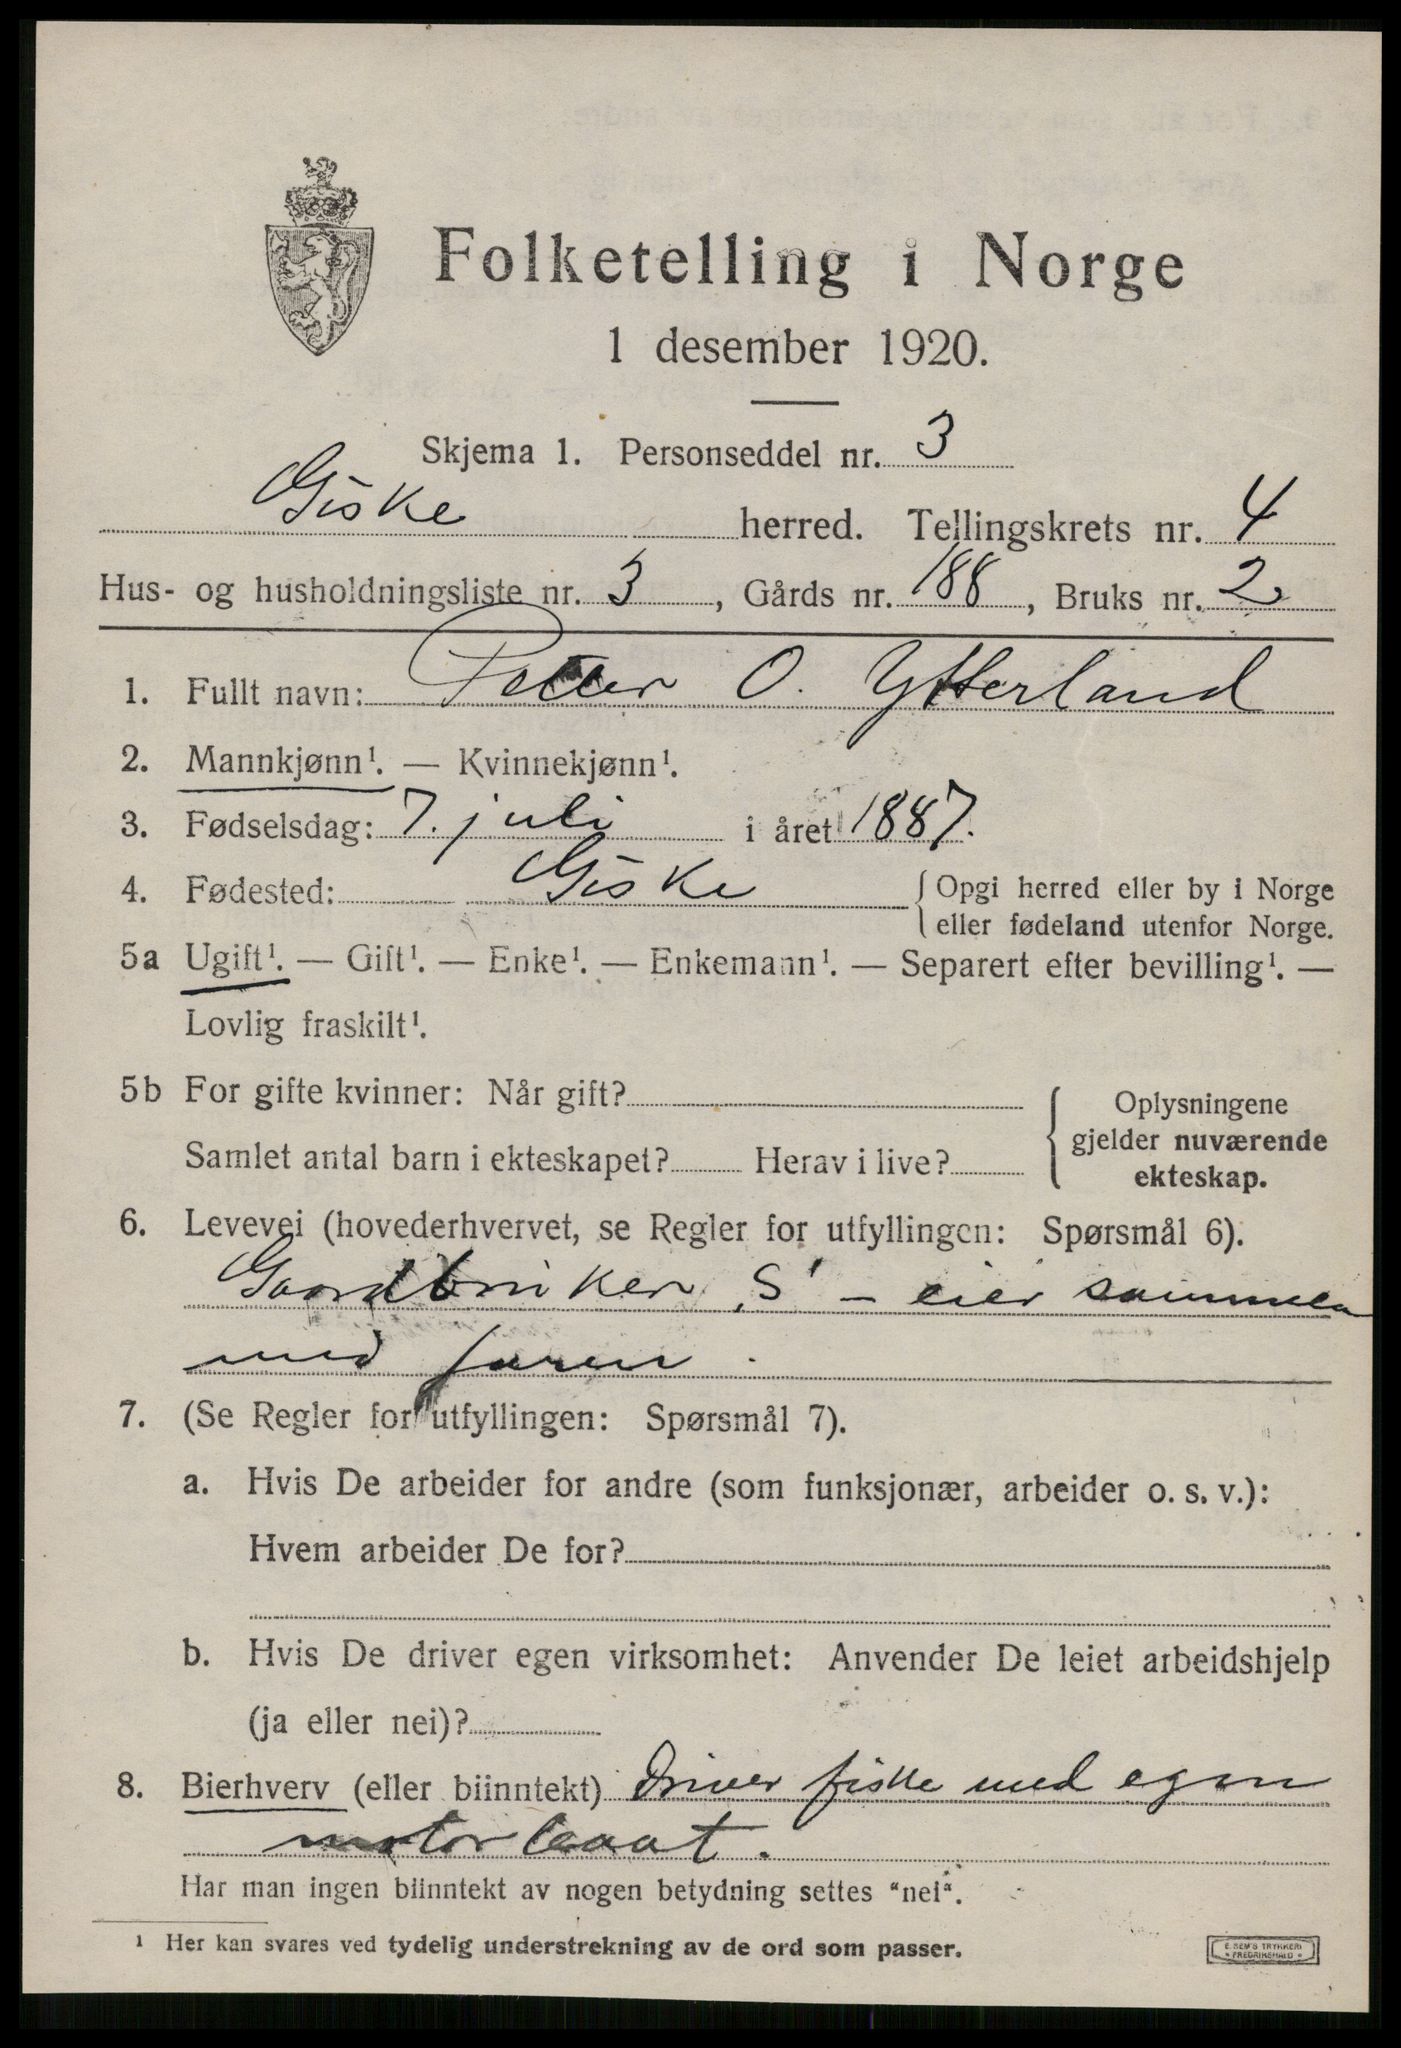 Folketelling i Norge
1 desember 1920.
Skjema 1. Personseddel nr. 3
Giske herred. Tellingskrets nr. 4
Hus- og husholdningsliste nr. 3, Gårds nr. 188, Bruks nr. 2
1. Fullt navn: Petter O. Ytterland
2. Mannkjønn¹. — Kvinnekjønn¹.
3. Fødselsdag: 7. juli i året 1887.
4. Fødested: Giske { Opgi herred eller by i Norge
eller fødeland utenfor Norge.
5a Ugift¹. — Gift¹. — Enke¹. — Enkemann¹. — Separert efter bevilling¹. —
Lovlig fraskilt¹.
5b For gifte kvinner: Når gift?
Samlet antal barn i ekteskapet? Herav i live?
Oplysningene
gjelder nuværende
ekteskap.
6. Levevei (hovederhvervet, se Regler for utfyllingen: Spørsmål 6).
Gaardbruker, S - eier sammen
med faren.
7. (Se Regler for utfyllingen: Spørsmål 7).
a. Hvis De arbeider for andre (som funksjonær, arbeider o. s. v.):
Hvem arbeider De for?
b. Hvis De driver egen virksomhet: Anvender De leiet arbeidshjelp
(ja eller nei)?
8. Bierhverv (eller biinntekt) Driver fiske med egen
motorbaat.
Har man ingen biinntekt av nogen betydning settes "nei".
¹ Her kan svares ved tydelig understrekning av de ord som passer.
E. SEM'S TRYKKERI
* FREDRIKSHALD *